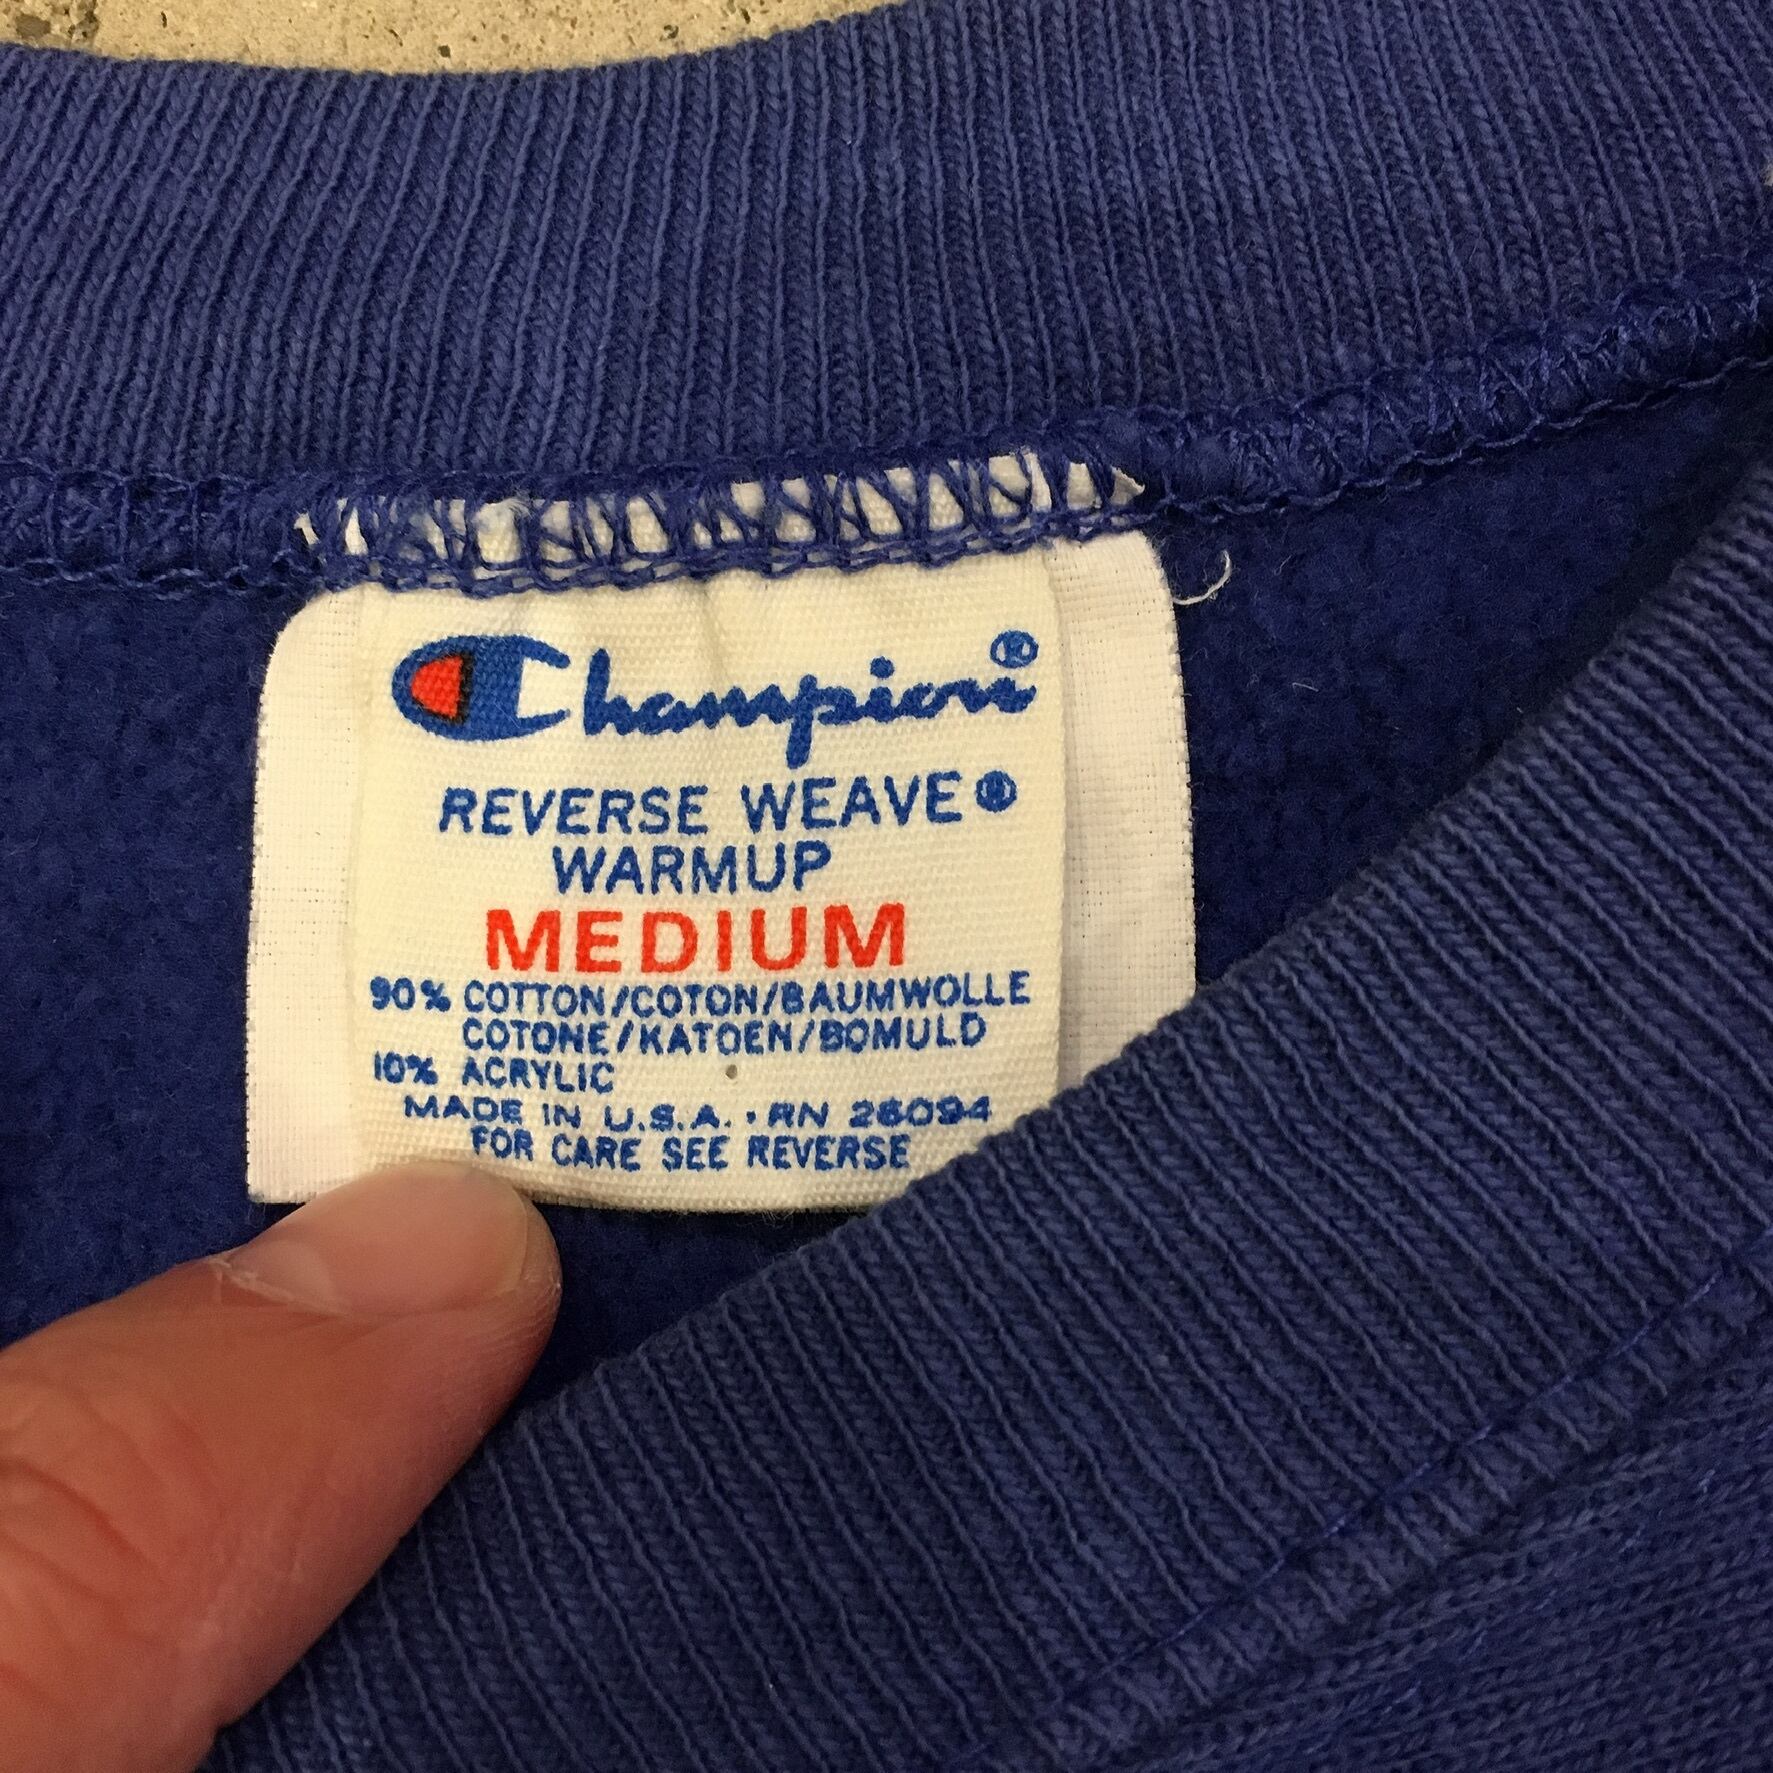 Champion®
REVERSE WEAVE®
WARMUP
MEDIUM
90% COTTON/COTON/BAUMWOLLE
COTONE/KATOEN/BOMULD
10% ACRYLIC
MADE IN U.S.A. • RN 26094
FOR CARE SEE REVERSE